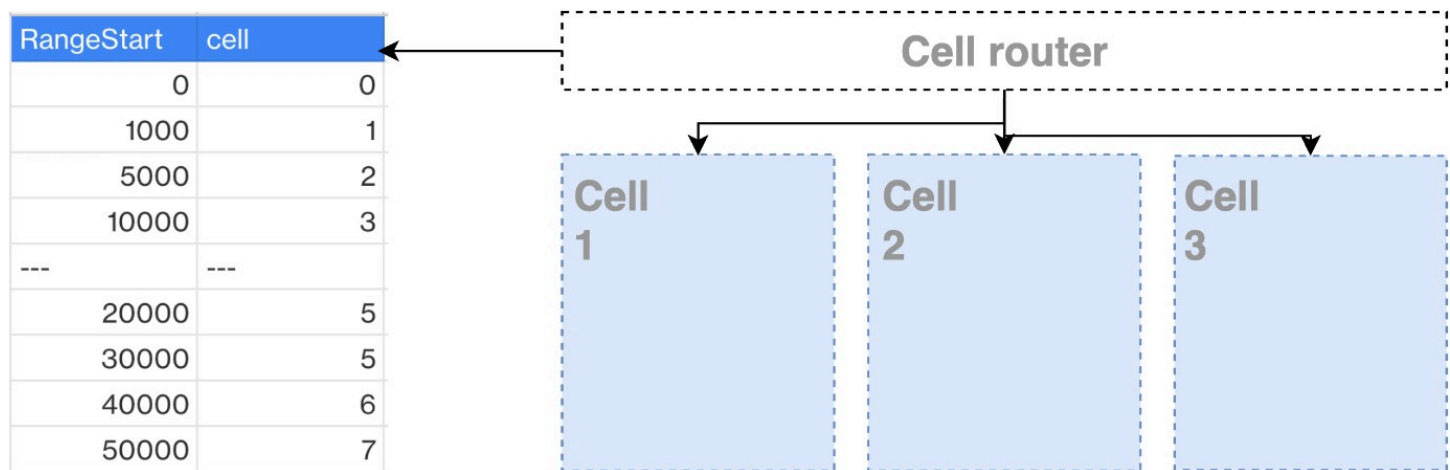 RangeStart cell
0 0
1000 1
5000 2
10000 3
--- ---
20000 5
30000 5
40000 6
50000 7
Cell router
Cell
1
Cell
2
Cell
3